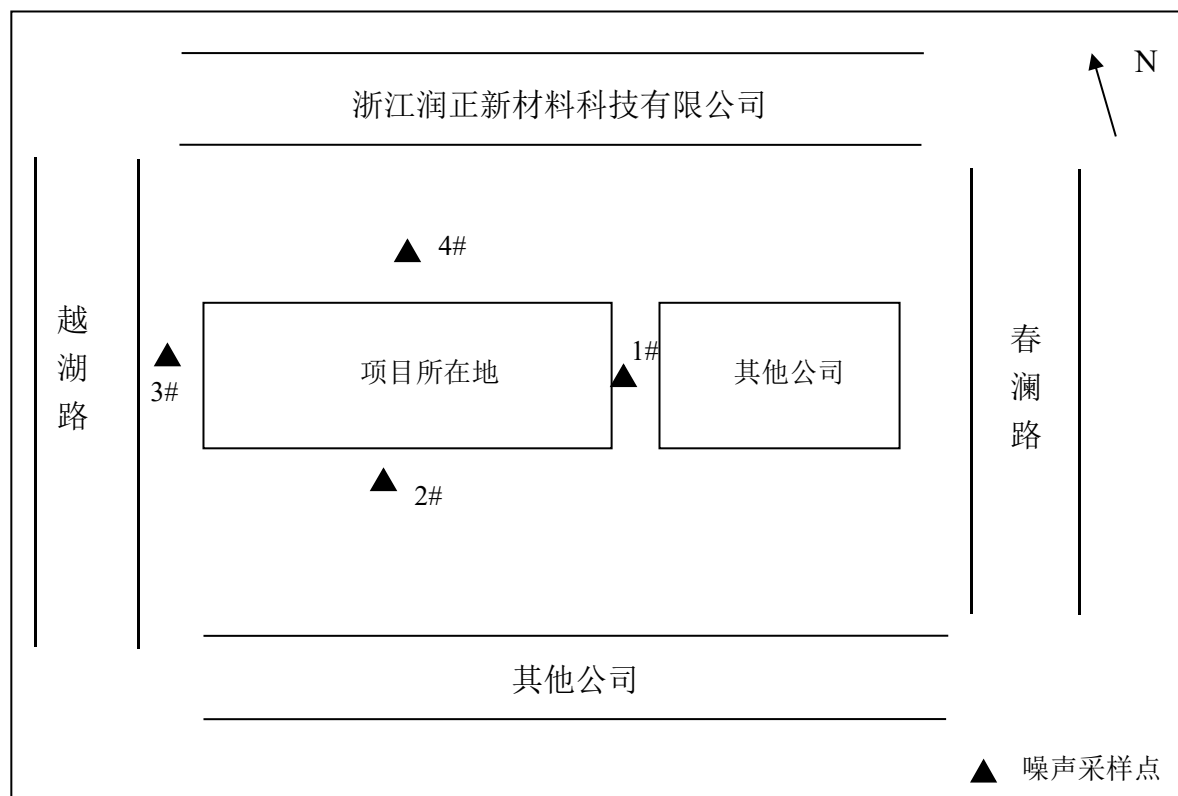 N
浙江润正新材料科技有限公司
4#
越湖路
3#
项目所在地
1#
其他公司
春澜路
2#
其他公司
噪声采样点